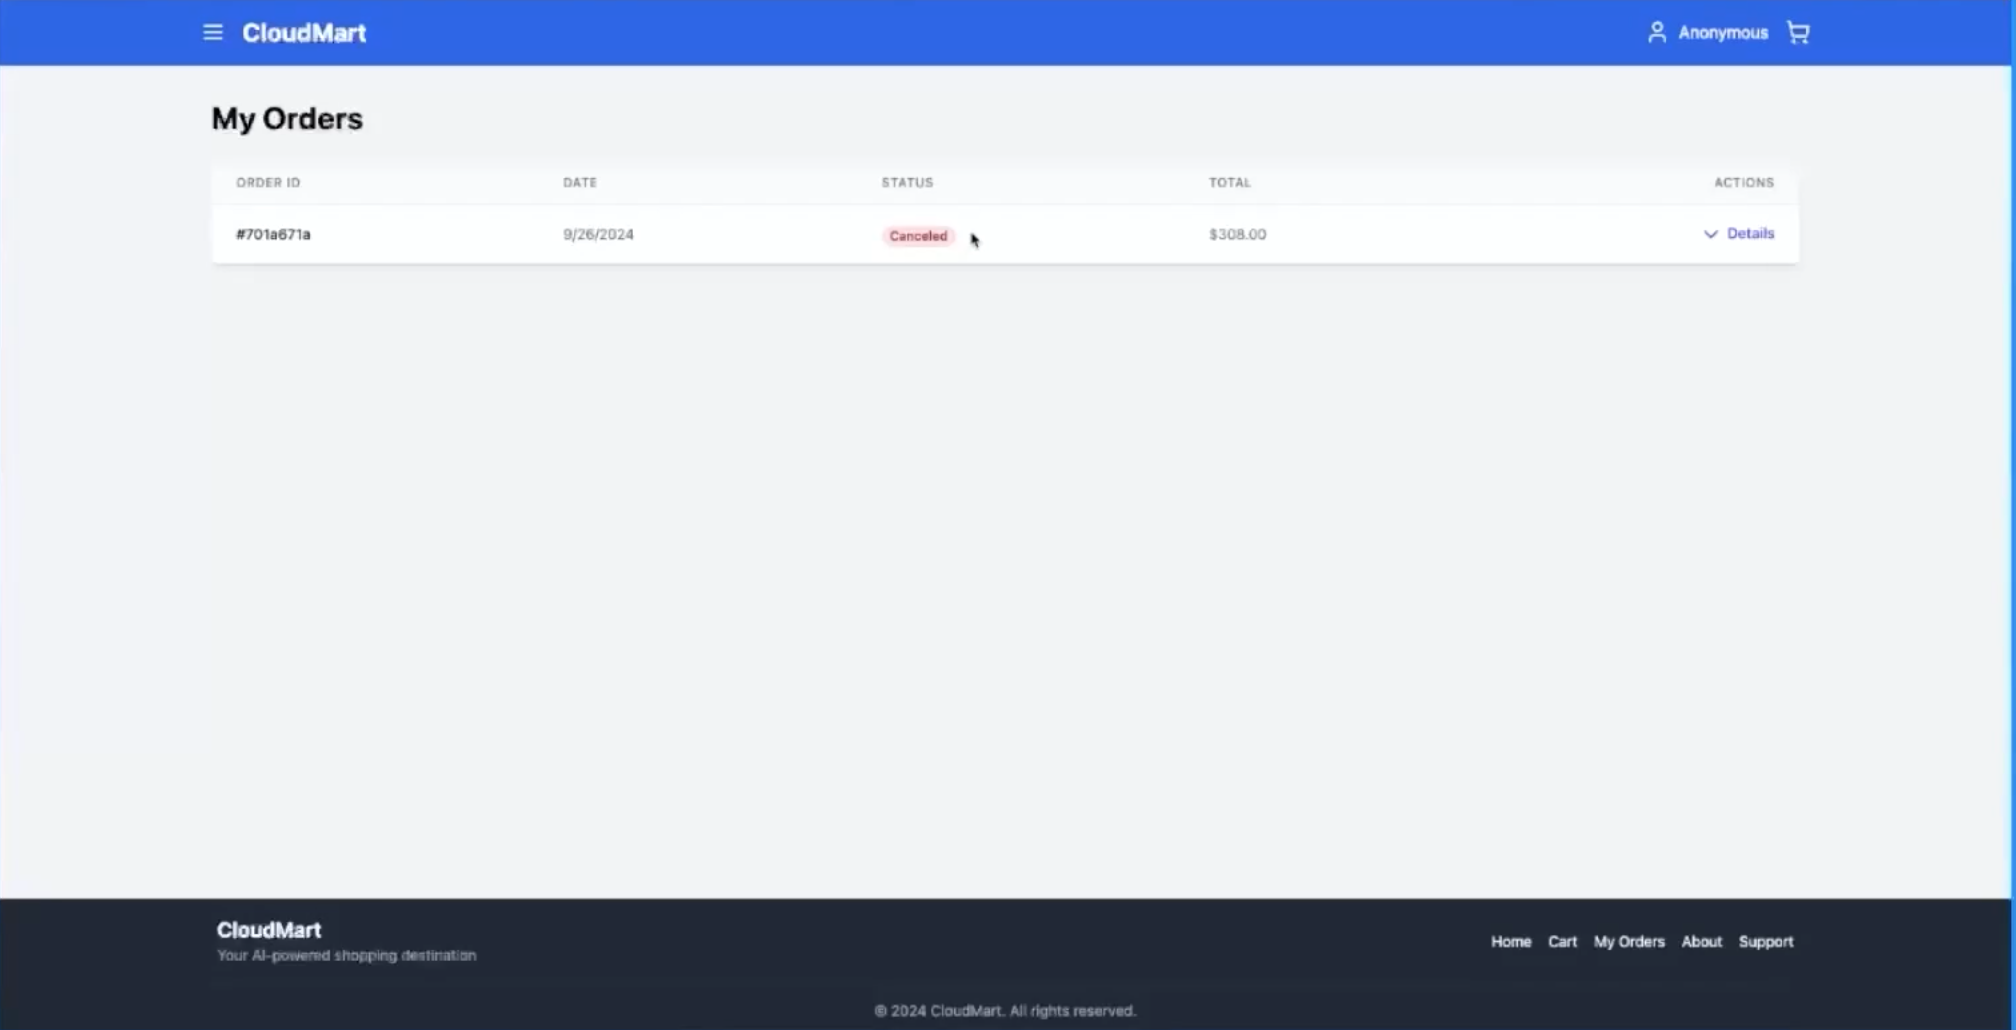 CloudMart Anonymous
My Orders
ORDER ID DATE STATUS TOTAL ACTIONS
#701a671a 9/26/2024 Canceled $308.00 Details
CloudMart
Your AI-powered shopping destination
Home Cart My Orders About Support
© 2024 CloudMart. All rights reserved.